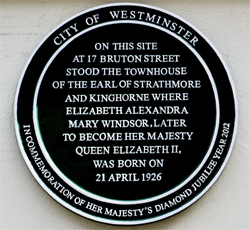 CITY OF WESTMINSTER
ON THIS SITE
AT 17 BRUTON STREET
STOOD THE TOWNHOUSE
OF THE EARL OF STRATHMORE
AND KINGHORNE WHERE
ELIZABETH ALEXANDRA
MARY WINDSOR, LATER
TO BECOME HER MAJESTY
QUEEN ELIZABETH II,
WAS BORN ON
21 APRIL 1926
IN COMMEMORATION OF HER MAJESTY'S DIAMOND JUBILEE YEAR 2012